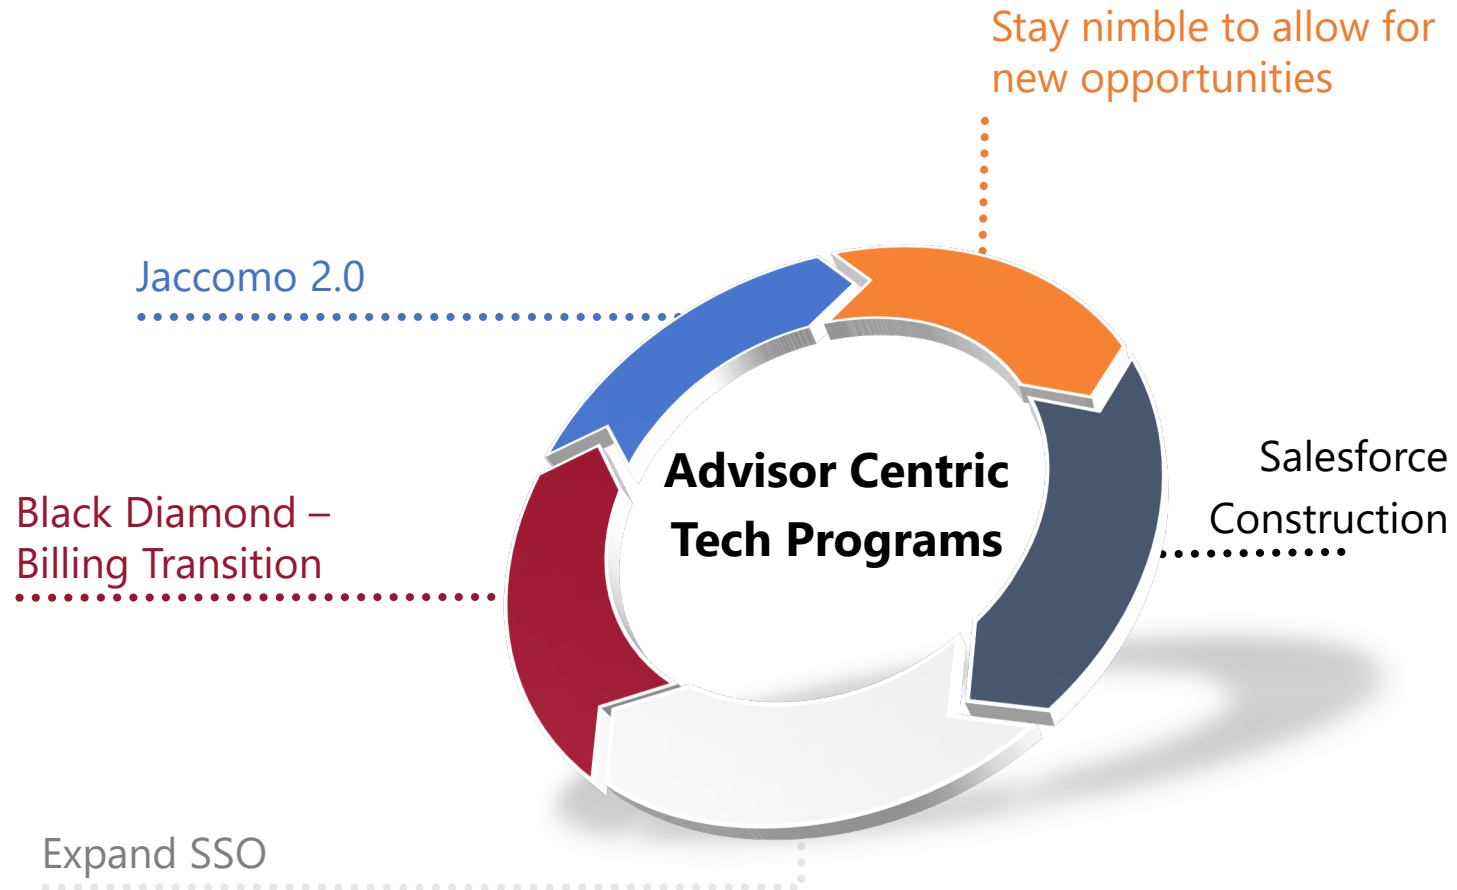 Stay nimble to allow for
new opportunities
Jaccomo 2.0
Advisor Centric
Tech Programs
Salesforce
Construction
Black Diamond –
Billing Transition
Expand SSO